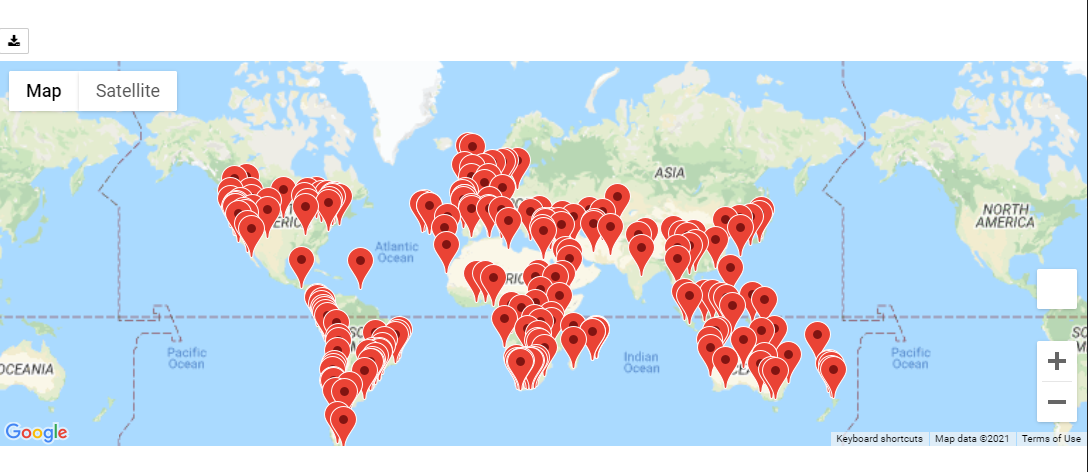 Map Satellite
ASIA
NORTH
AMERICA
Atlantic
Ocean
Pacific
Ocean
Indian
Ocean
Pacific
Ocean
OCEANIA
Google
Keyboard shortcuts Map data ©2021 Terms of Use